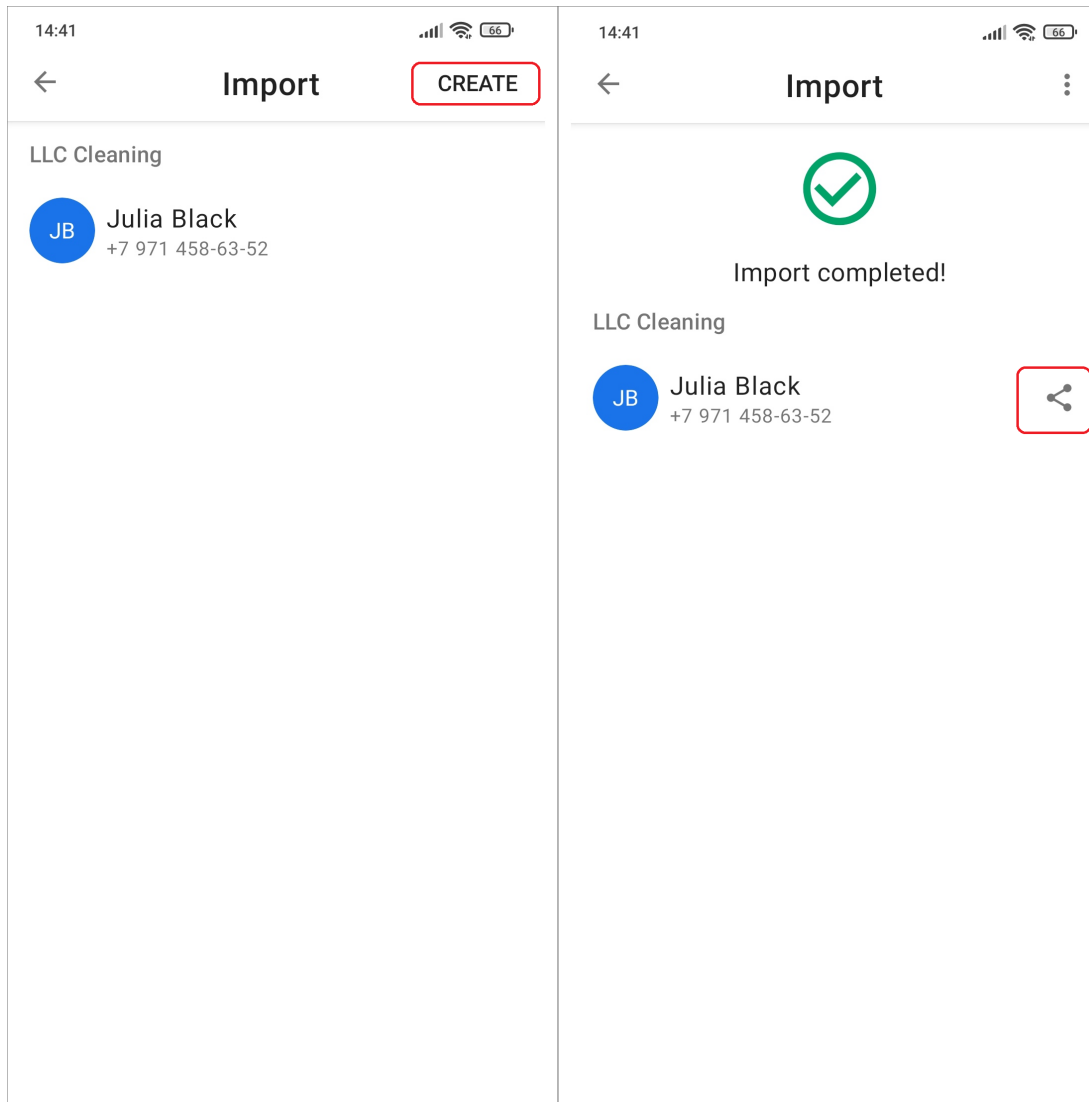 14:41
66
Import
CREATE
LLC Cleaning
JB
Julia Black
+7 971 458-63-52
14:41
66
Import
Import completed!
LLC Cleaning
JB
Julia Black
+7 971 458-63-52